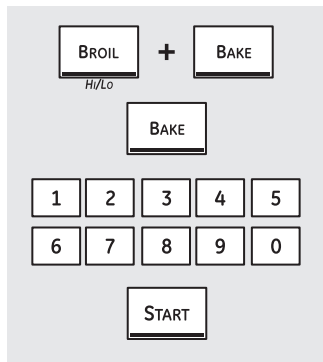 BROIL + BAKE
HI/LO
BAKE
1 2 3 4 5
6 7 8 9 0
START